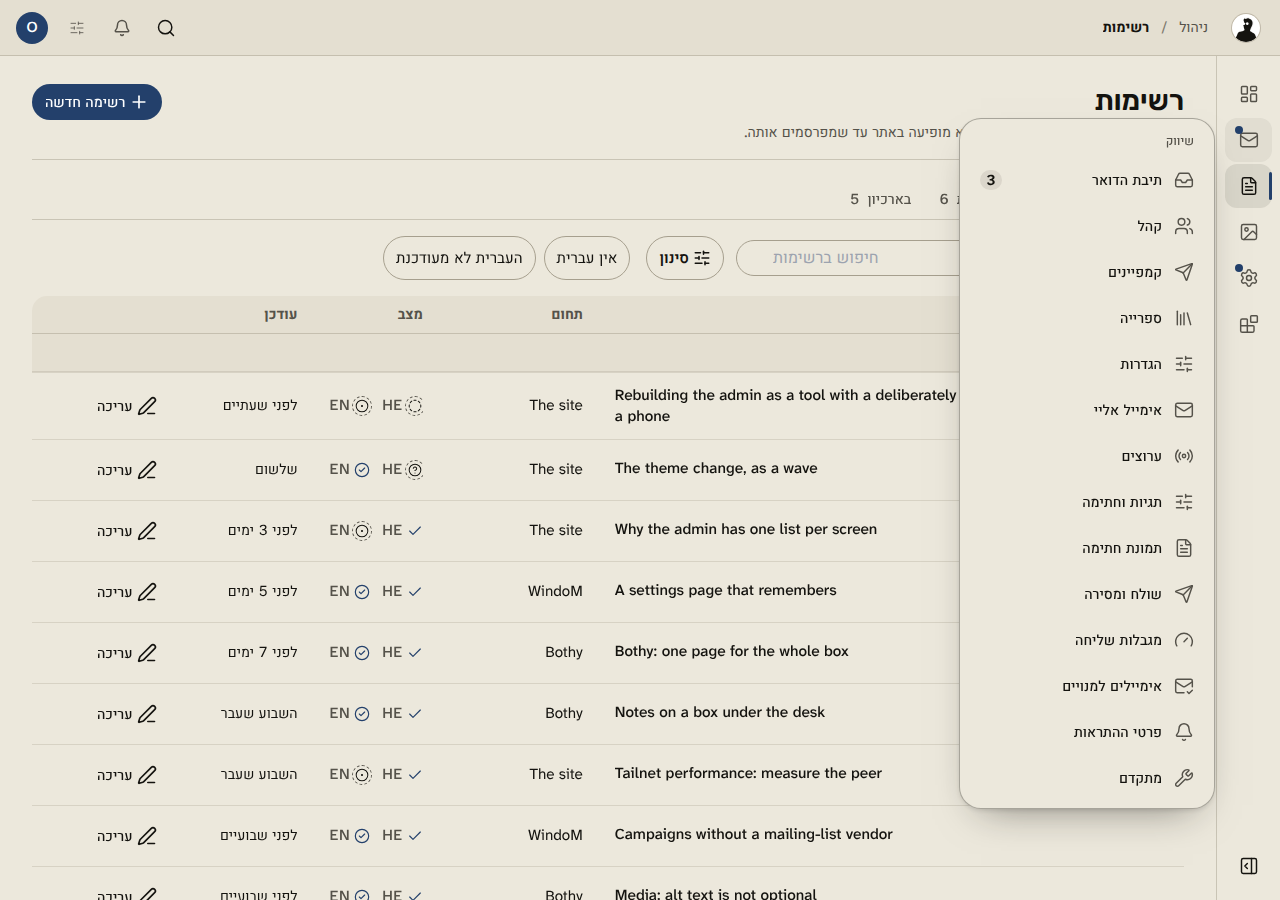 ניהול / רשימות
O
רשימות
רשימה חדשה
א מופיעה באתר עד שמפרסמים אותה.
6
בארכיון 5
חיפוש ברשימות
סינון
אין עברית
העברית לא מעודכנת
תחום מצב עודכן
Rebuilding the admin as a tool with a deliberately
a phone
The site HE EN לפני שעתיים עריכה
The theme change, as a wave The site HE EN שלשום עריכה
Why the admin has one list per screen The site HE EN לפני 3 ימים עריכה
A settings page that remembers WindoM HE EN לפני 5 ימים עריכה
Bothy: one page for the whole box Bothy HE EN לפני 7 ימים עריכה
Notes on a box under the desk Bothy HE EN השבוע שעבר עריכה
Tailnet performance: measure the peer The site HE EN השבוע שעבר עריכה
Campaigns without a mailing-list vendor WindoM HE EN לפני שבועיים עריכה
Media: alt text is not optional Bothy HE EN לפני שבועיים עריכה
שיווק
תיבת הדואר 3
קהל
קמפיינים
ספרייה
הגדרות
אימייל אליי
ערוצים
תגיות וחתימה
תמונת חתימה
שולח ומסירה
מגבלות שליחה
אימיילים למנויים
פרטי ההתראות
מתקדם